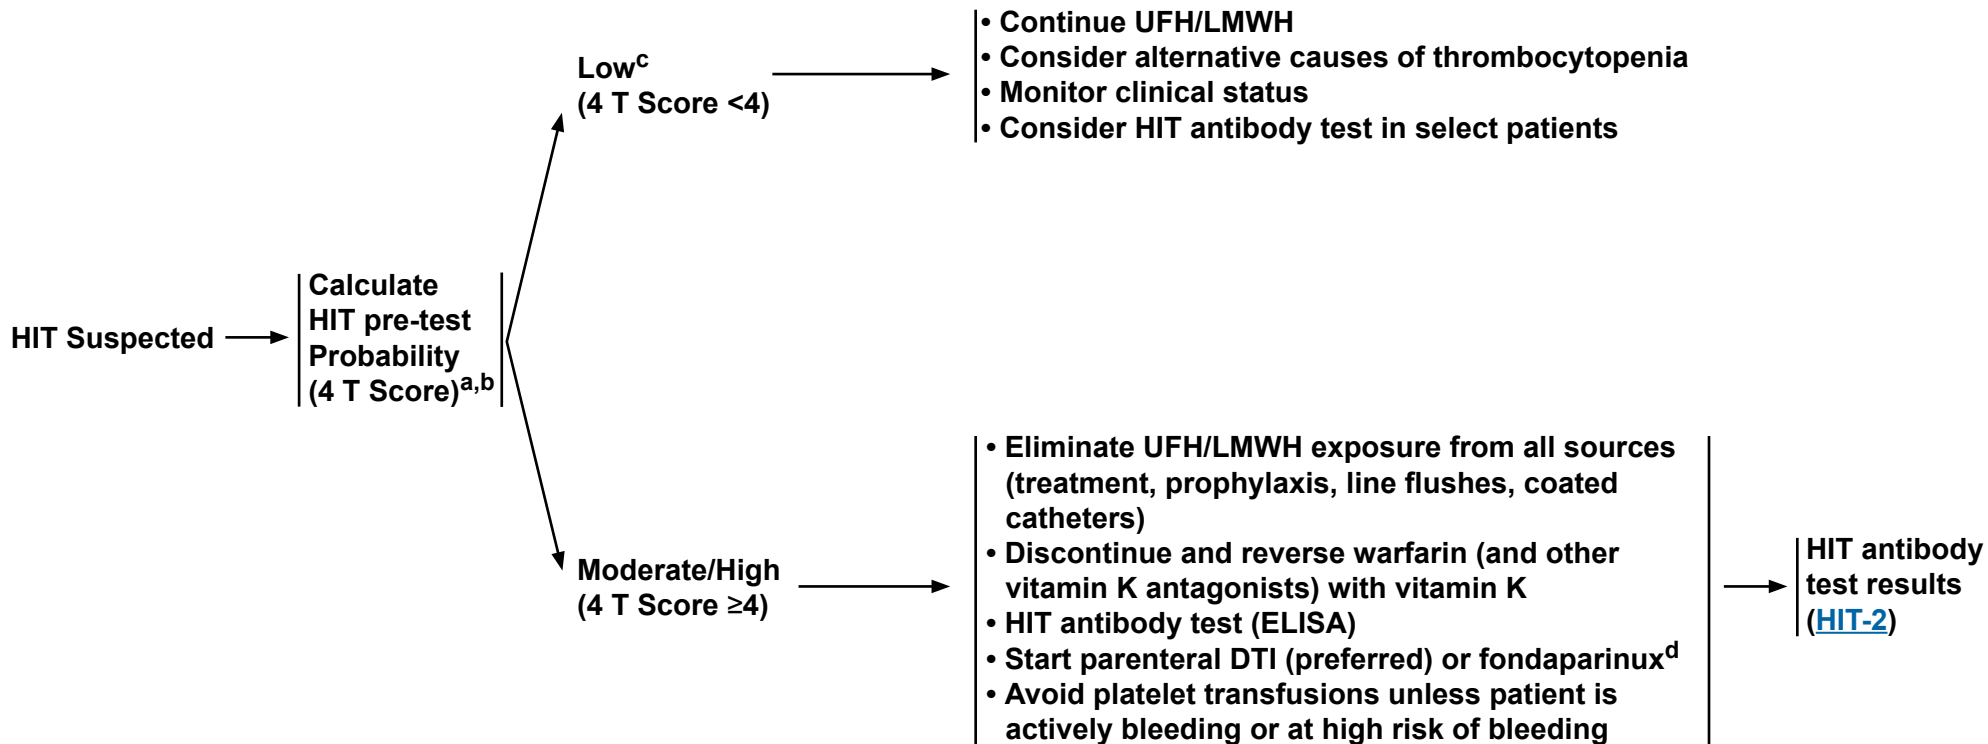 HIT Suspected
Calculate
HIT pre-test
Probability
(4 T Score)a,b
Lowc
(4 T Score <4)
• Continue UFH/LMWH
• Consider alternative causes of thrombocytopenia
• Monitor clinical status
• Consider HIT antibody test in select patients
Moderate/High
(4 T Score ≥4)
• Eliminate UFH/LMWH exposure from all sources
(treatment, prophylaxis, line flushes, coated
catheters)
• Discontinue and reverse warfarin (and other
vitamin K antagonists) with vitamin K
• HIT antibody test (ELISA)
• Start parenteral DTI (preferred) or fondaparinuxd
• Avoid platelet transfusions unless patient is
actively bleeding or at high risk of bleeding
HIT antibody
test results
(HIT-2)